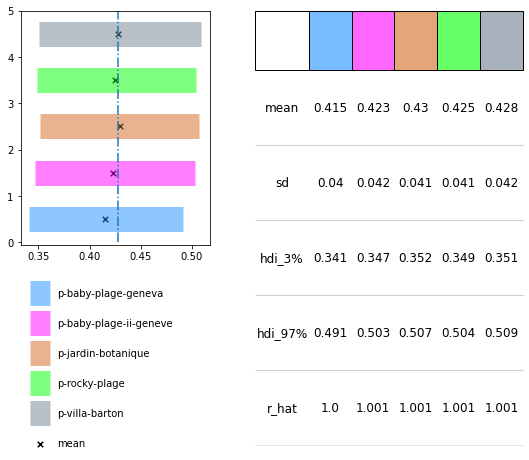 5
4
3
2
1
0
0.35 0.40 0.45 0.50
p-baby-plage-geneva
p-baby-plage-ii-geneve
p-jardin-botanique
p-rocky-plage
p-villa-barton
mean
mean 0.415 0.423 0.43 0.425 0.428
sd 0.04 0.042 0.041 0.041 0.042
hdi_3% 0.341 0.347 0.352 0.349 0.351
hdi_97% 0.491 0.503 0.507 0.504 0.509
r_hat 1.0 1.001 1.001 1.001 1.001